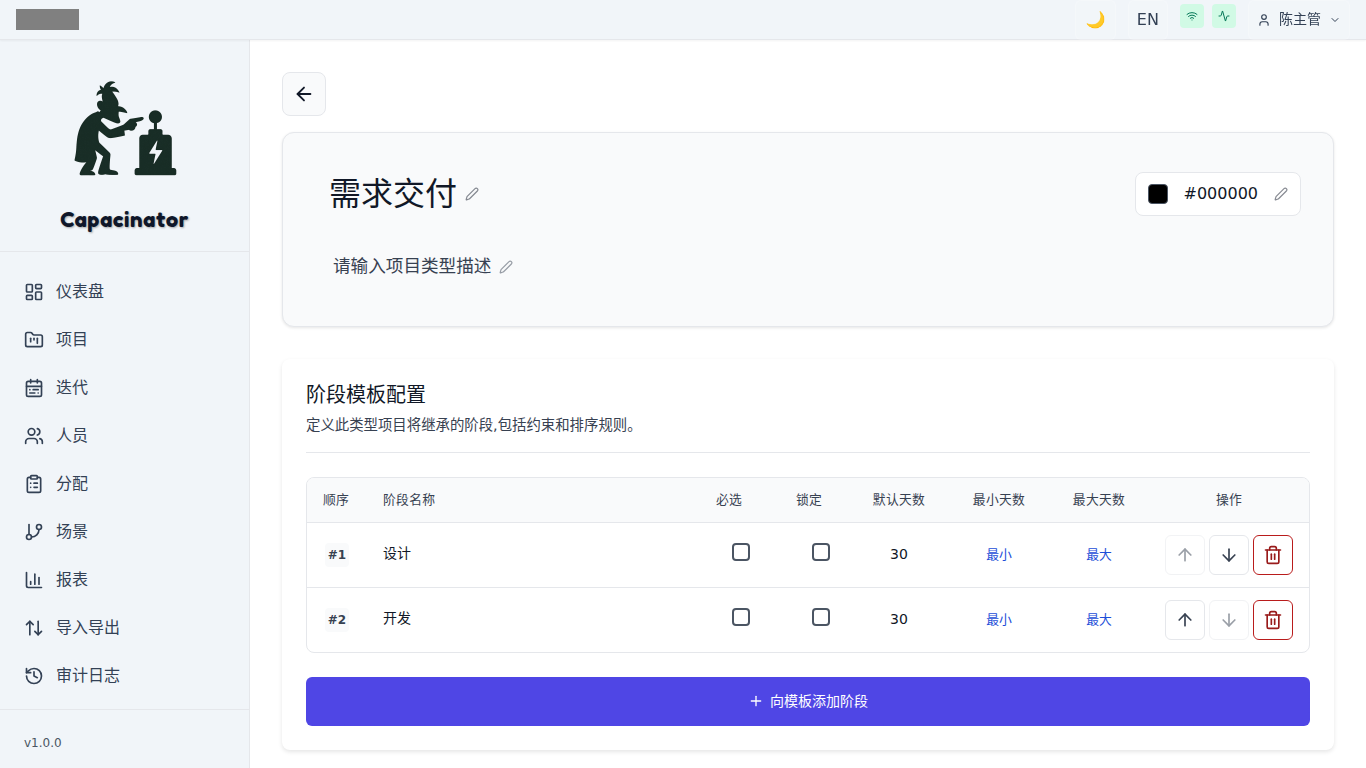 EN
陈主管
Capacinator
仪表盘
项目
迭代
人员
分配
场景
报表
导入导出
审计日志
v1.0.0
需求交付
#000000
请输入项目类型描述
阶段模板配置
定义此类型项目将继承的阶段,包括约束和排序规则。
顺序 阶段名称 必选 锁定 默认天数 最小天数 最大天数 操作
#1 设计 30 最小 最大
#2 开发 30 最小 最大
向模板添加阶段